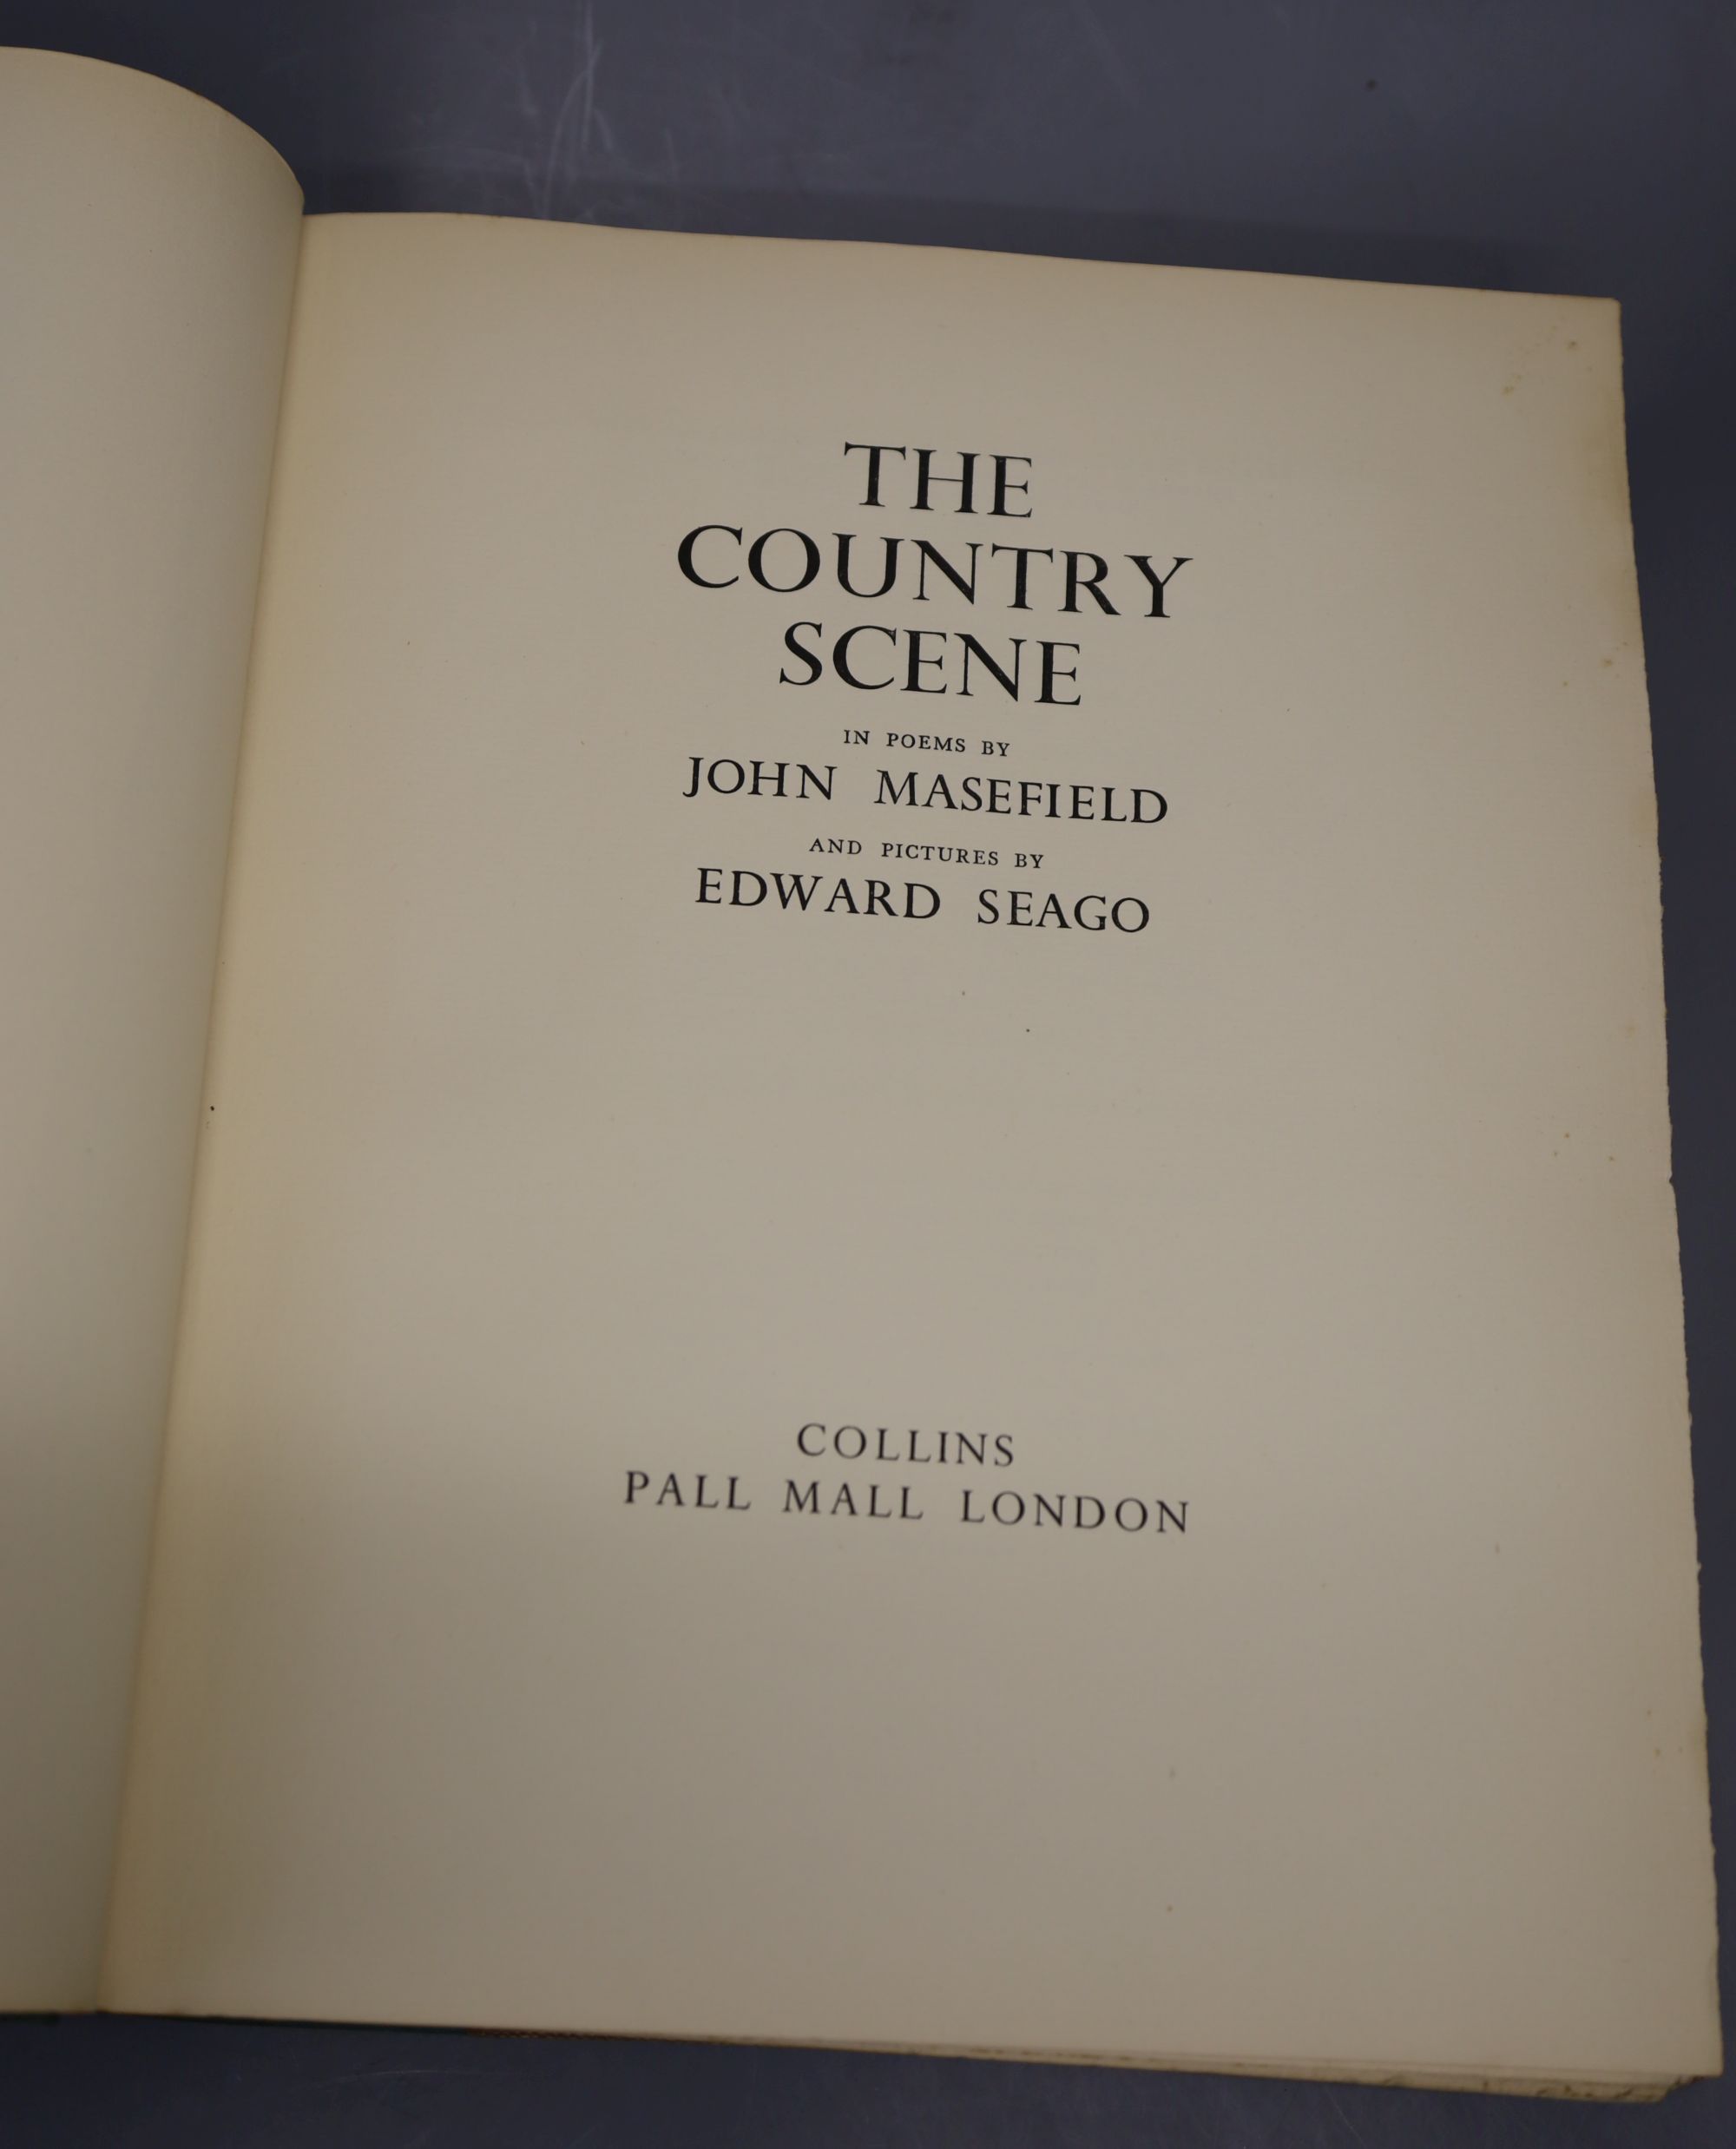 THE
COUNTRY
SCENE
IN POEMS BY
JOHN MASEFIELD
AND PICTURES BY
EDWARD SEAGO
COLLINS
PALL MALL LONDON